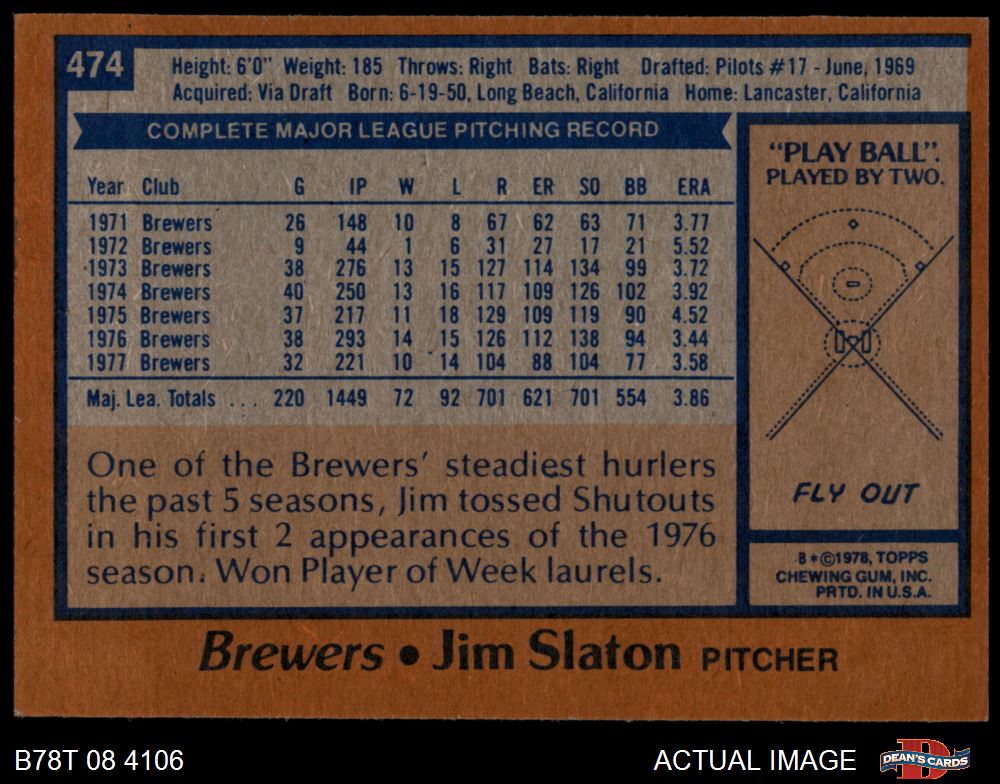 474
Height: 6'0" Weight: 185 Throws: Right Bats: Right Drafted: Pilots #17 - June, 1969
Acquired: Via Draft Born: 6-19-50, Long Beach, California Home: Lancaster, California
COMPLETE MAJOR LEAGUE PITCHING RECORD
Year Club G IP W L R ER SO BB ERA
1971 Brewers 26 148 10 8 67 62 63 71 3.77
1972 Brewers 9 44 1 6 31 27 17 21 5.52
1973 Brewers 38 276 13 15 127 114 134 99 3.72
1974 Brewers 40 250 13 16 117 109 126 102 3.92
1975 Brewers 37 217 11 18 129 109 119 90 4.52
1976 Brewers 38 293 14 15 126 112 138 94 3.44
1977 Brewers 32 221 10 14 104 88 104 77 3.58
Maj. Lea. Totals ... 220 1449 72 92 701 621 701 554 3.86
One of the Brewers' steadiest hurlers
the past 5 seasons, Jim tossed Shutouts
in his first 2 appearances of the 1976
season. Won Player of Week laurels.
"PLAY BALL".
PLAYED BY TWO.
FLY OUT
B*©1978, TOPPS
CHEWING GUM, INC.
PRTD. IN U.S.A.
Brewers • Jim Slaton PITCHER
B78T 08 4106
ACTUAL IMAGE
DEAN'S CARDS